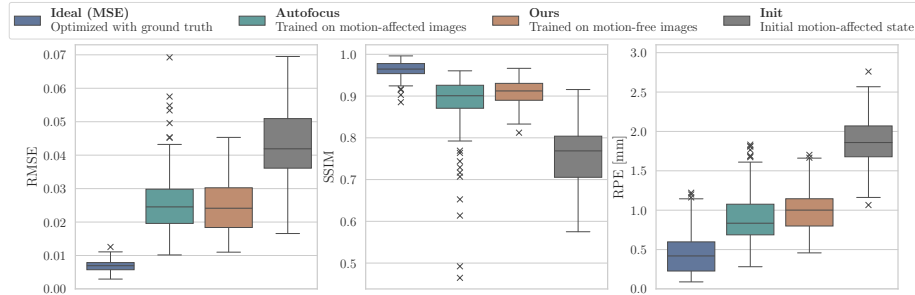 Ideal (MSE)
Optimized with ground truth
Autofocus
Trained on motion-affected images
Ours
Trained on motion-free images
Init
Initial motion-affected state
0.07
0.06
0.05
0.04
0.03
0.02
0.01
0.00
RMSE
1.0
0.9
0.8
0.7
0.6
0.5
SSIM
3.0
2.5
2.0
1.5
1.0
0.5
0.0
RPE [mm]